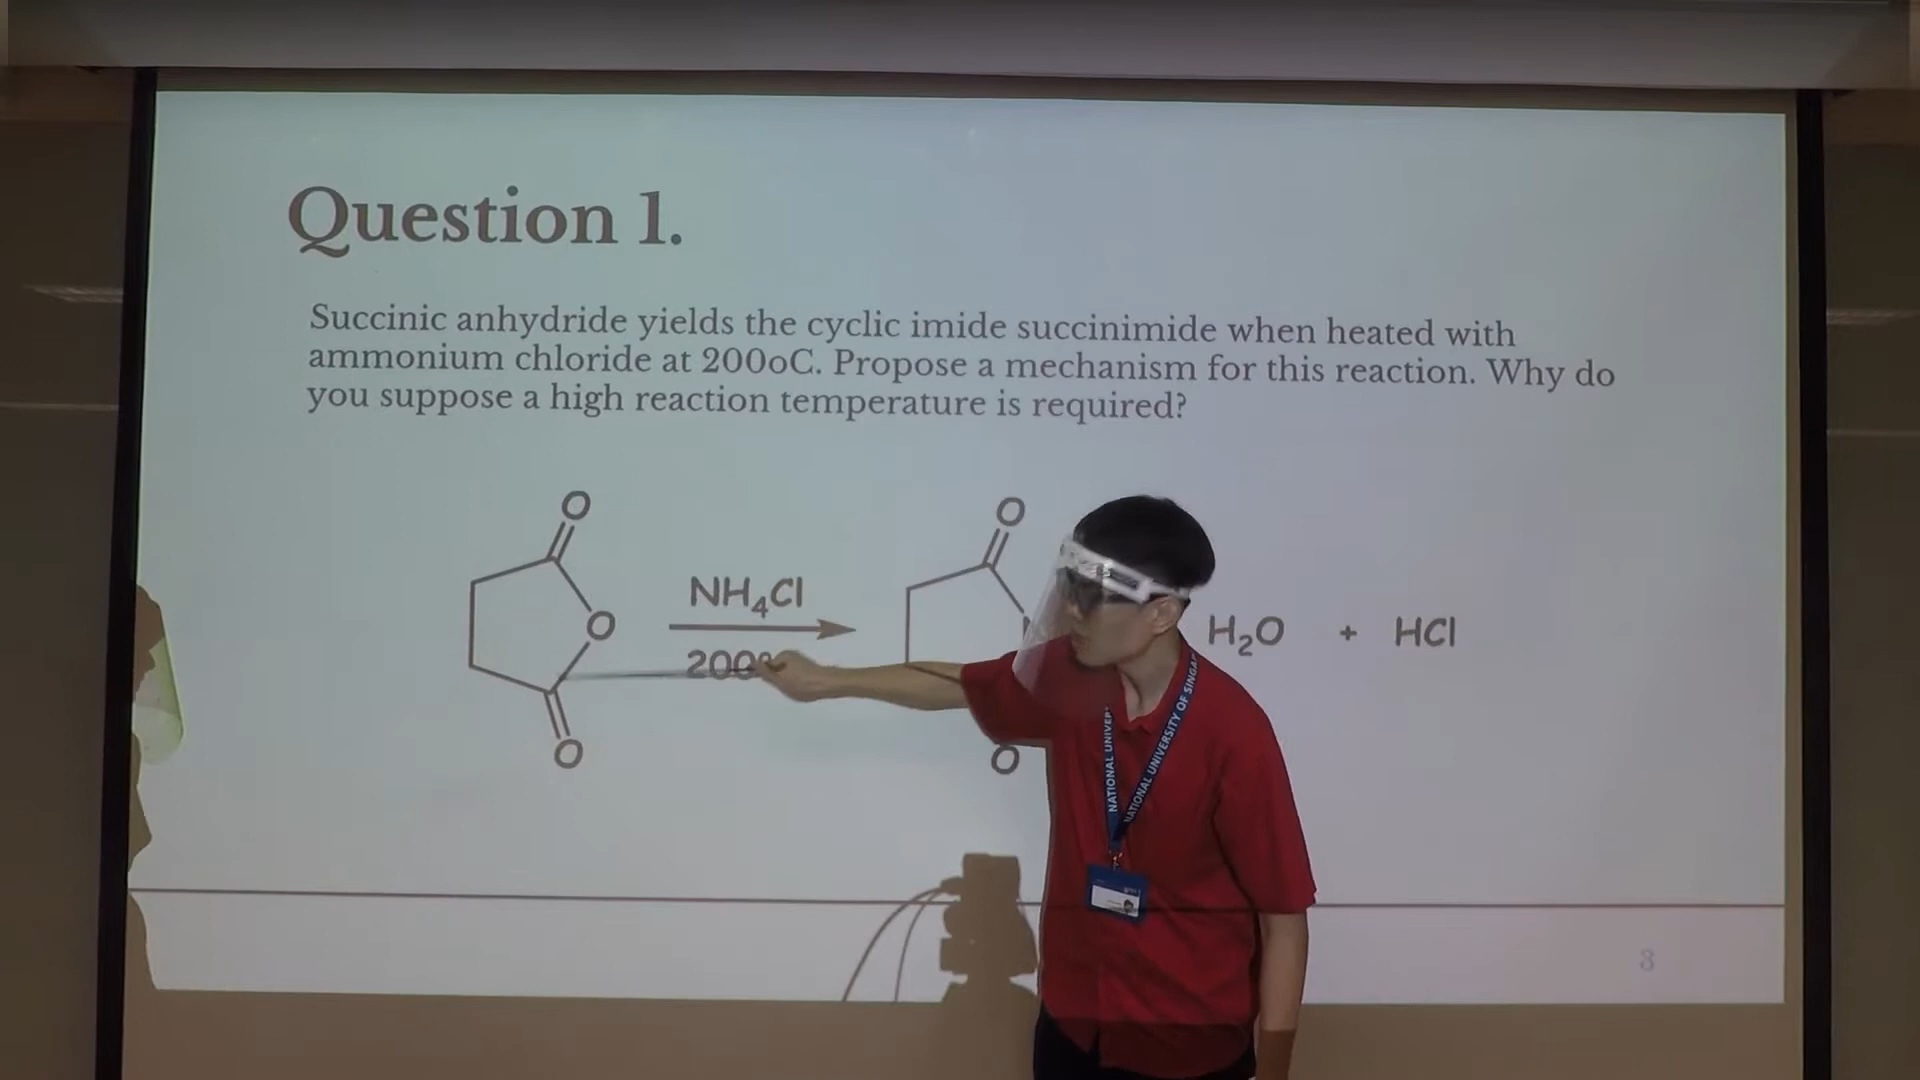 Question 1.
Succinic anhydride yields the cyclic imide succinimide when heated with
ammonium chloride at 200oC. Propose a mechanism for this reaction. Why do
you suppose a high reaction temperature is required?
O
O
O
NH4Cl
200°
O
O
H2O + HCl
NATIONAL UNIVER
NATIONAL UNIVERSITY OF SINGA
3